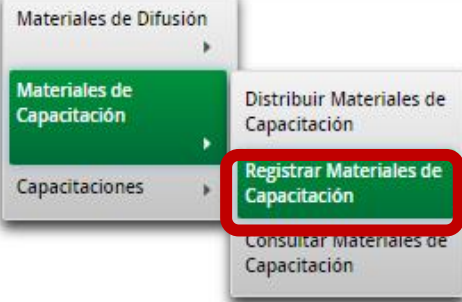 Materiales de Difusión
Materiales de
Capacitación
Capacitaciones
Distribuir Materiales de
Capacitación
Registrar Materiales de
Capacitación
Consultar Materiales de
Capacitación